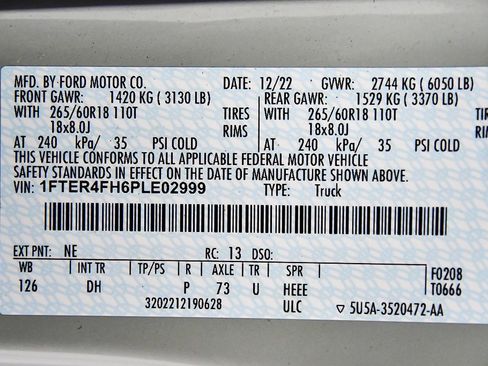 MFD. BY FORD MOTOR CO. DATE: 12/22 GVWR: 2744 KG ( 6050 LB)
FRONT GAWR: 1420 KG ( 3130 LB) REAR GAWR: 1529 KG ( 3370 LB)
WITH 265/60R18 110T TIRES WITH 265/60R18 110T TIRES
18x8.0J RIMS 18x8.0J RIMS
AT 240 kPa/ 35 PSI COLD AT 240 kPa/ 35 PSI COLD
THIS VEHICLE CONFORMS TO ALL APPLICABLE FEDERAL MOTOR VEHICLE
SAFETY STANDARDS IN EFFECT ON THE DATE OF MANUFACTURE SHOWN ABOVE.
VIN: 1FTER4FH6PLE02999 TYPE: Truck
EXT PNT: NE RC: 13 DSO:
WB INT TR TP/PS R AXLE TR SPR F0208
126 DH P 73 U HEEE T0666
3202212190628 ULC ▽ 5U5A-3520472-AA